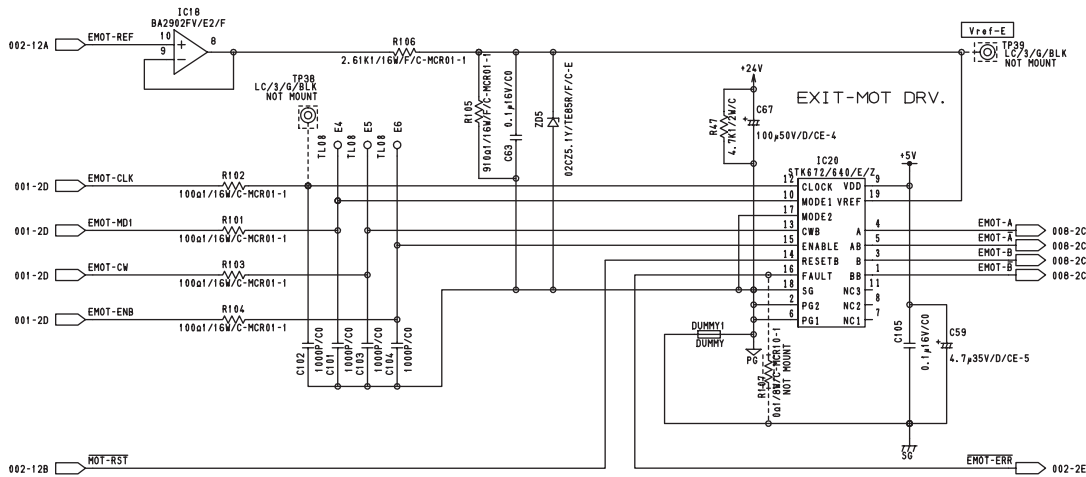 IC18
BA2902FV/E2/F
002-12A
EMOT-REF
10
9
8
R106
2.61K1/16W/F/C-MCR01-1
Vref-E
TP39
LC/3/G/BLK
NOT MOUNT
TP38
LC/3/G/BLK
NOT MOUNT
R105
910Ω1/16W/F/C-MCR01-1
0.1μ16V/C0
C63
ZD5
02CZ5.1Y/TE85R/F/C-E
+24V
EXIT-MOT DRV.
R47
4.7K1/2W/C
C67
100μ50V/D/CE-4
TL08 E4
TL08 E5
TL08 E6
IC20
STK672/640/E/Z
+5V
001-2D
EMOT-CLK
R102
100Ω1/16W/C-MCR01-1
12 CLOCK VDD 9
10 MODE1 VREF 19
17 MODE2
001-2D
EMOT-MD1
R101
100Ω1/16W/C-MCR01-1
13 CWB A 4
EMOT-A
008-2C
15 ENABLE AB 5
EMOT-A̅
008-2C
14 RESETB B 3
EMOT-B
008-2C
16 FAULT BB 1
EMOT-B̅
008-2C
001-2D
EMOT-CW
R103
100Ω1/16W/C-MCR01-1
18 SG NC3 11
2 PG2 NC2 8
6 PG1 NC1 7
001-2D
EMOT-ENB
R104
100Ω1/16W/C-MCR01-1
C102
1000P/C0
C101
1000P/C0
C103
1000P/C0
C104
1000P/C0
DUMMY1
DUMMY
PG
R107
0Ω1/8W/C-MCR10-1
NOT MOUNT
C105
0.1μ16V/C0
C59
4.7μ35V/D/CE-5
SG
002-12B
MOT-RST
EMOT-ERR
002-2E